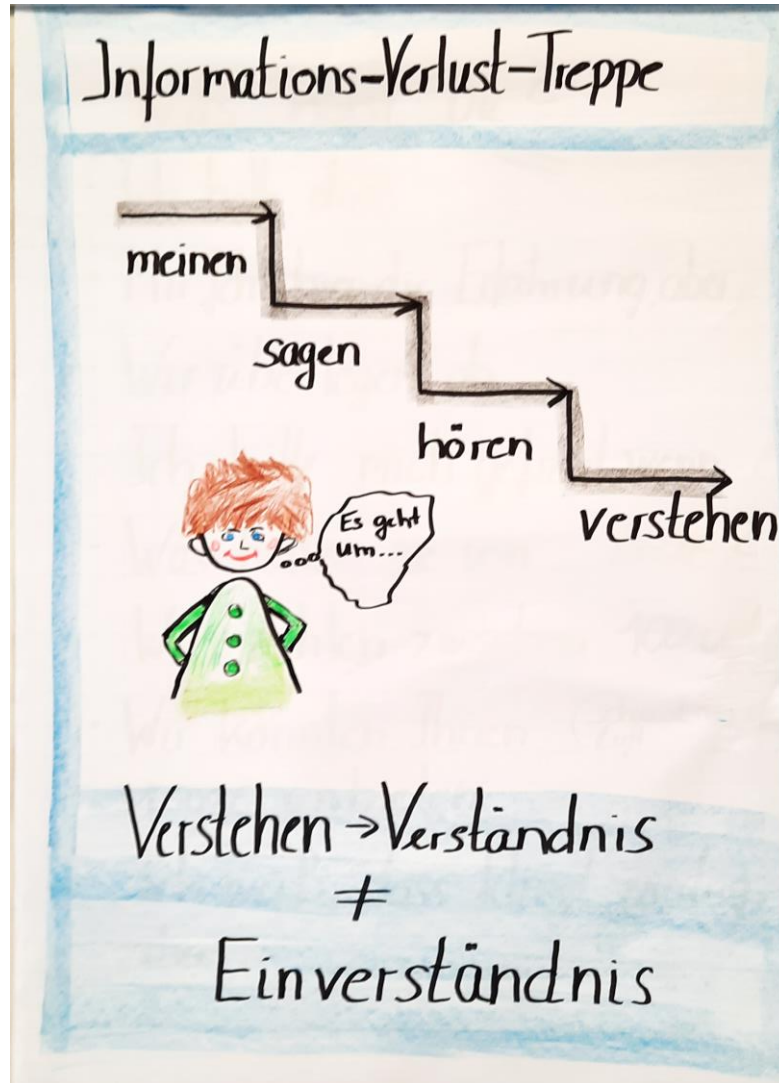 Informations-Verlust-Treppe
meinen
sagen
hören
verstehen
Es geht
um...
Verstehen → Verständnis
≠
Einverständnis